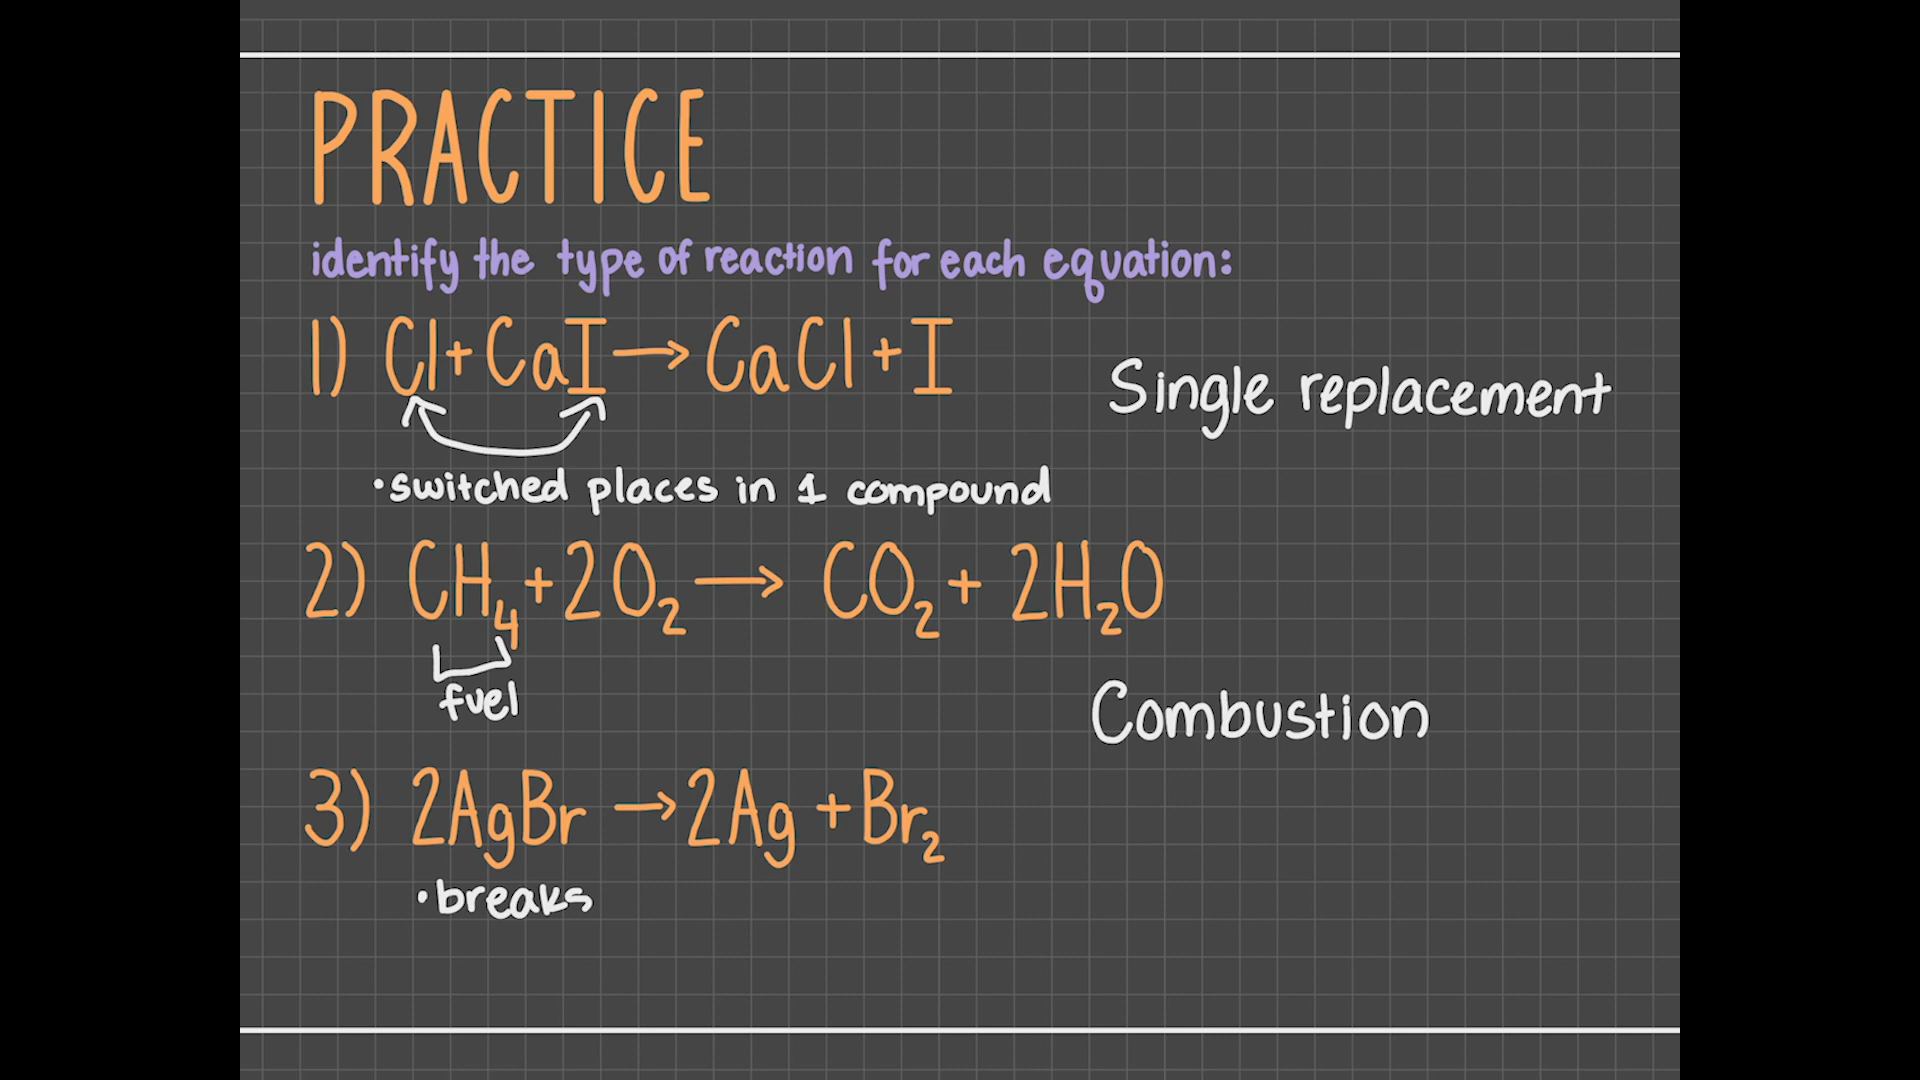 PRACTICE
identify the type of reaction for each equation:
1) Cl + CaI → CaCl + I
Single replacement
•switched places in 1 compound
2) CH₄ + 2O₂ → CO₂ + 2H₂O
fuel
Combustion
3) 2AgBr → 2Ag + Br₂
•breaks